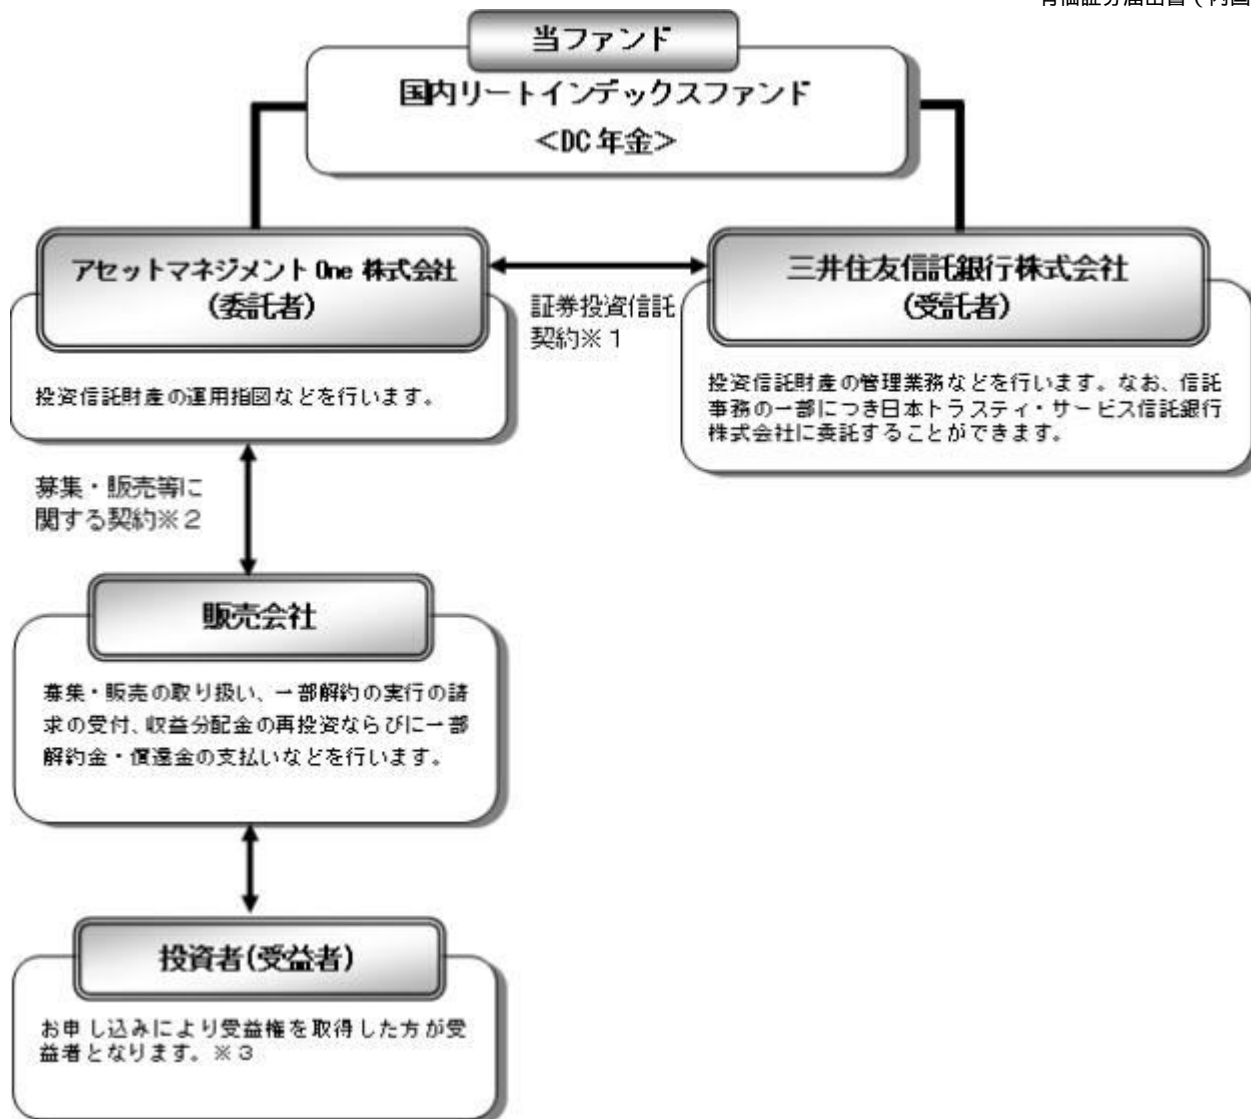 有価証券届出書（内国
当ファンド
国内リートインデックスファンド
＜DC年金＞
アセットマネジメントOne 株式会社
(委託者)
投資信託財産の運用指図などを行います。
証券投資信託
契約※１
三井住友信託銀行株式会社
(受託者)
投資信託財産の管理業務などを行います。なお、信託
事務の一部につき日本トラスティ・サービス信託銀行
株式会社に委託することができます。
募集・販売等に
関する契約※２
販売会社
募集・販売の取り扱い、一部解約の実行の請
求の受付、収益分配金の再投資ならびに一部
解約金・償還金の支払いなどを行います。
投資者(受益者)
お申し込みにより受益権を取得した方が受
益者となります。※３